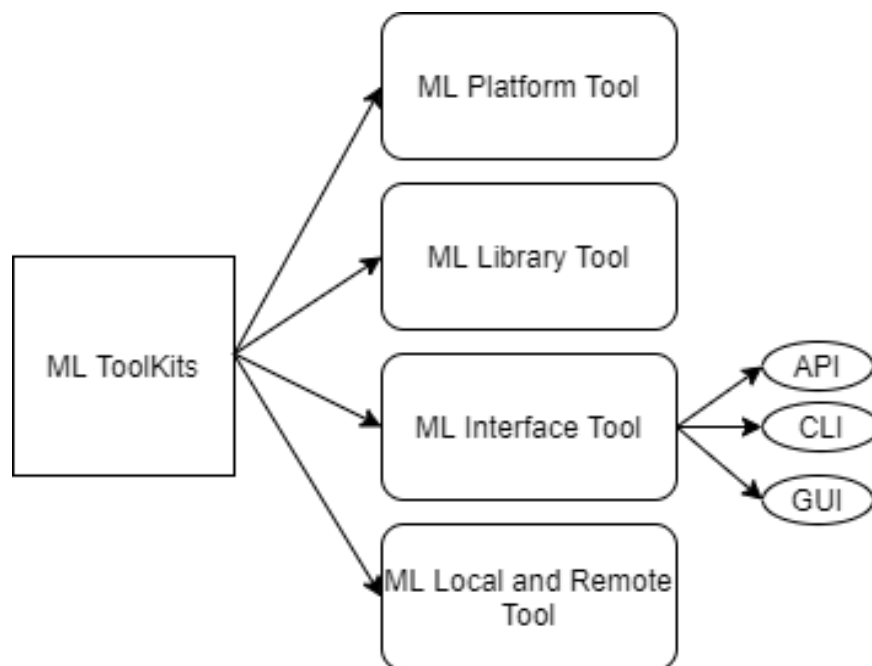 ML Platform Tool
ML Library Tool
ML ToolKits
ML Interface Tool
API
CLI
GUI
ML Local and Remote
Tool